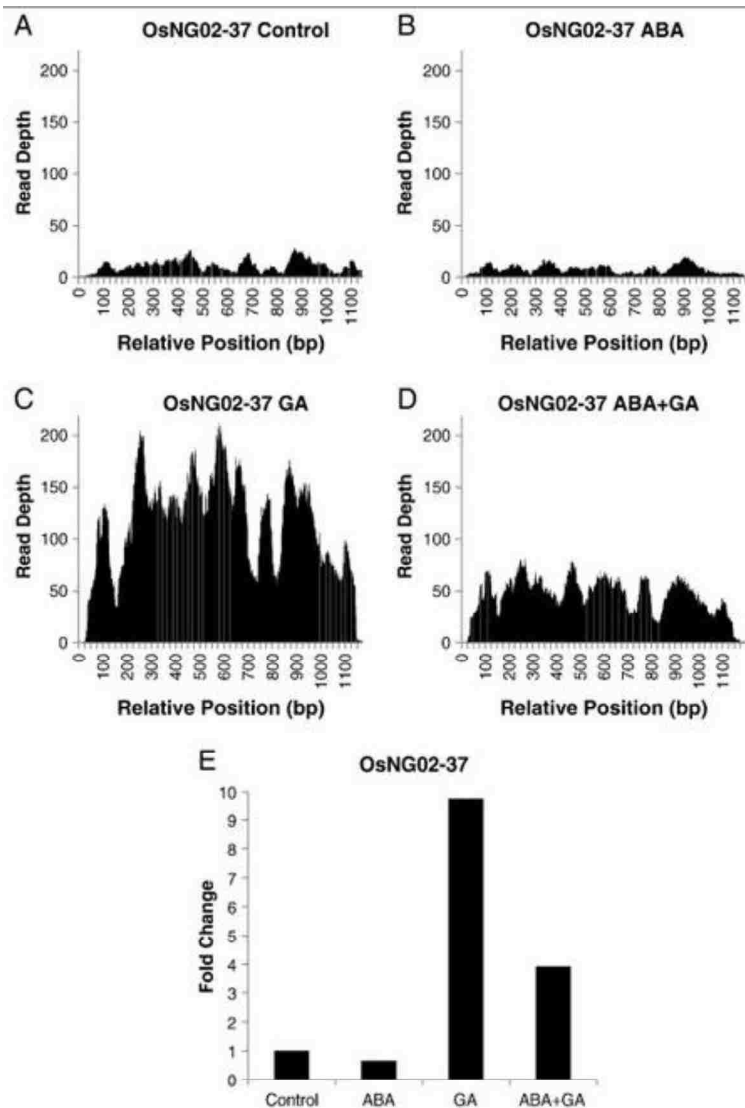 A OsNG02-37 Control
200
150
100
50
0
Read Depth
0 100 200 300 400 500 600 700 800 900 1000 1100
Relative Position (bp)
B OsNG02-37 ABA
200
150
100
50
0
Read Depth
0 100 200 300 400 500 600 700 800 900 1000 1100
Relative Position (bp)
C OsNG02-37 GA
200
150
100
50
0
Read Depth
0 100 200 300 400 500 600 700 800 900 1000 1100
Relative Position (bp)
D OsNG02-37 ABA+GA
200
150
100
50
0
Read Depth
0 100 200 300 400 500 600 700 800 900 1000 1100
Relative Position (bp)
E OsNG02-37
10
9
8
7
6
5
4
3
2
1
0
Fold Change
Control ABA GA ABA+GA